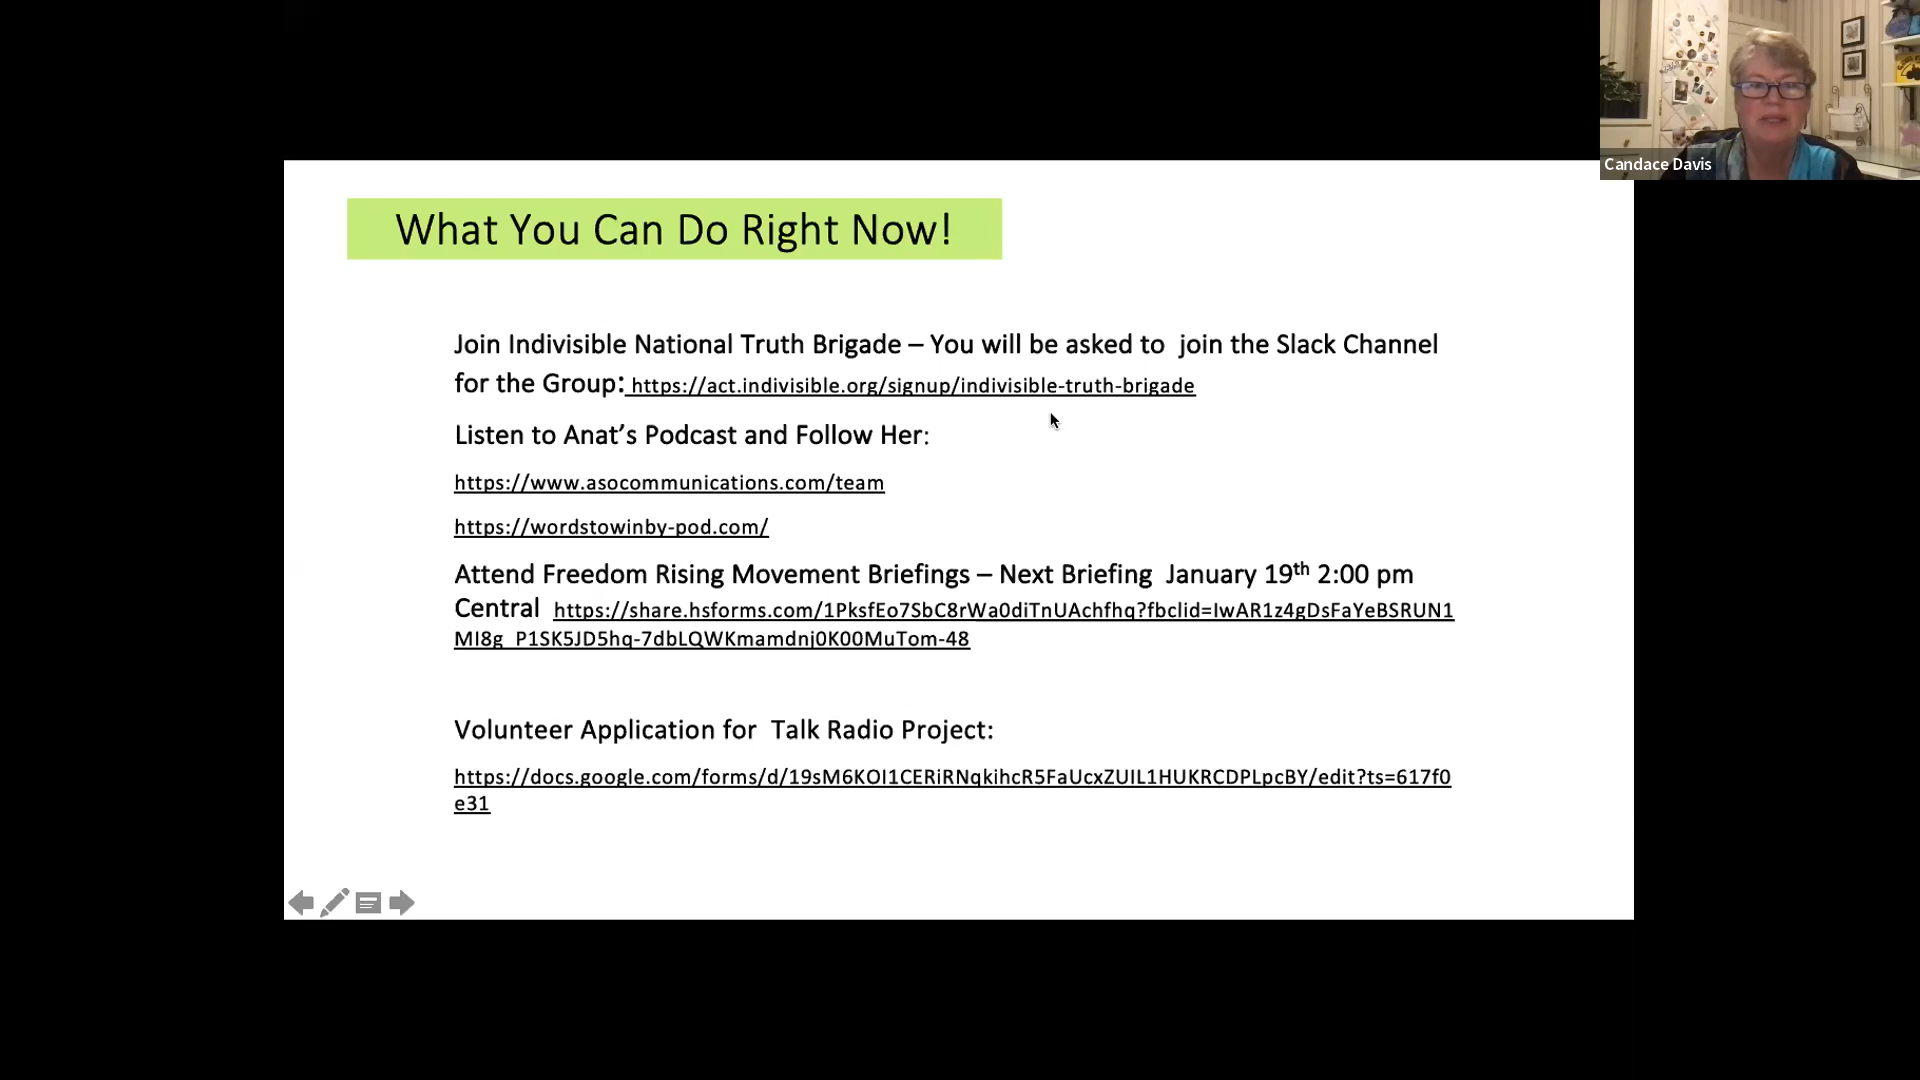 Candace Davis
What You Can Do Right Now!
Join Indivisible National Truth Brigade – You will be asked to join the Slack Channel
for the Group: https://act.indivisible.org/signup/indivisible-truth-brigade
Listen to Anat’s Podcast and Follow Her:
https://www.asocommunications.com/team
https://wordstowinby-pod.com/
Attend Freedom Rising Movement Briefings – Next Briefing January 19th 2:00 pm
Central https://share.hsforms.com/1PksfEo7SbC8rWa0diTnUAchfhq?fbclid=IwAR1z4gDsFaYeBSRUN1
MI8g_P1SK5JD5hq-7dbLQWKmamdnj0K00MuTom-48
Volunteer Application for Talk Radio Project:
https://docs.google.com/forms/d/19sM6KOI1CERiRNqkihcR5FaUcxZUIL1HUKRCDPLpcBY/edit?ts=617f0
e31